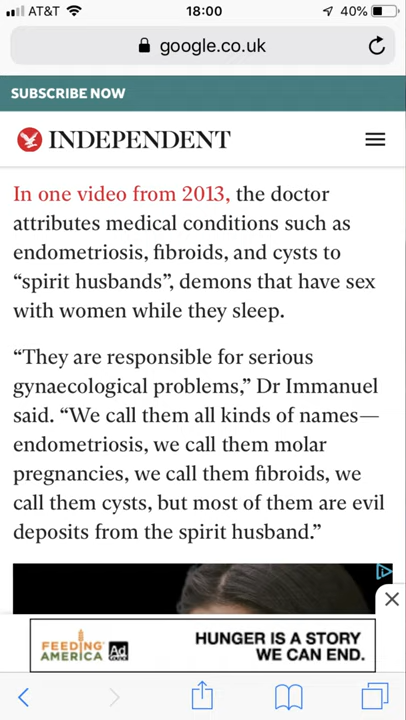 AT&T 18:00 40%
google.co.uk
SUBSCRIBE NOW
INDEPENDENT
In one video from 2013, the doctor
attributes medical conditions such as
endometriosis, fibroids, and cysts to
“spirit husbands”, demons that have sex
with women while they sleep.
“They are responsible for serious
gynaecological problems,” Dr Immanuel
said. “We call them all kinds of names—
endometriosis, we call them molar
pregnancies, we call them fibroids, we
call them cysts, but most of them are evil
deposits from the spirit husband.”
FEEDING AMERICA Ad COUNCIL
HUNGER IS A STORY
WE CAN END.